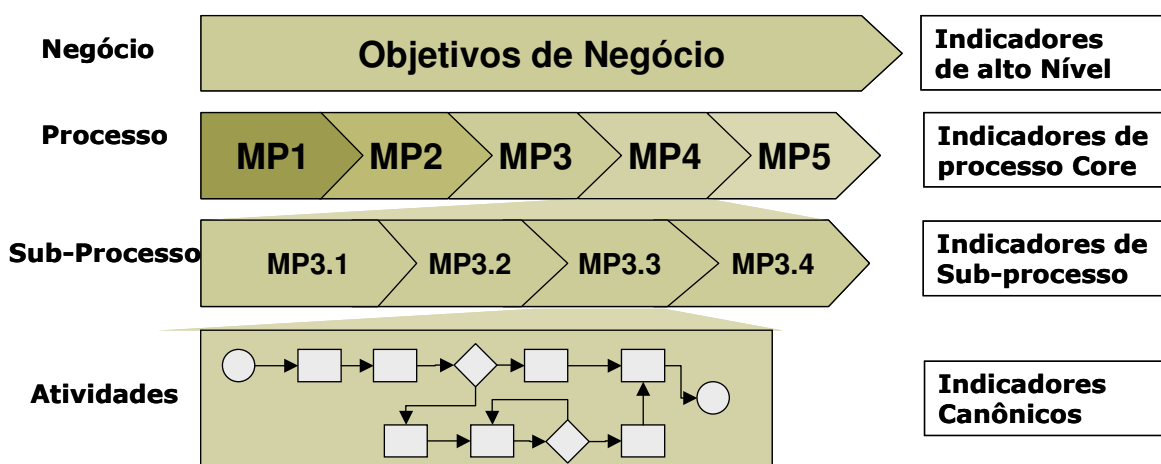 Negócio
Objetivos de Negócio
Indicadores
de alto Nível
Processo
MP1
MP2
MP3
MP4
MP5
Indicadores de
processo Core
Sub-Processo
MP3.1
MP3.2
MP3.3
MP3.4
Indicadores de
Sub-processo
Atividades
Indicadores
Canônicos